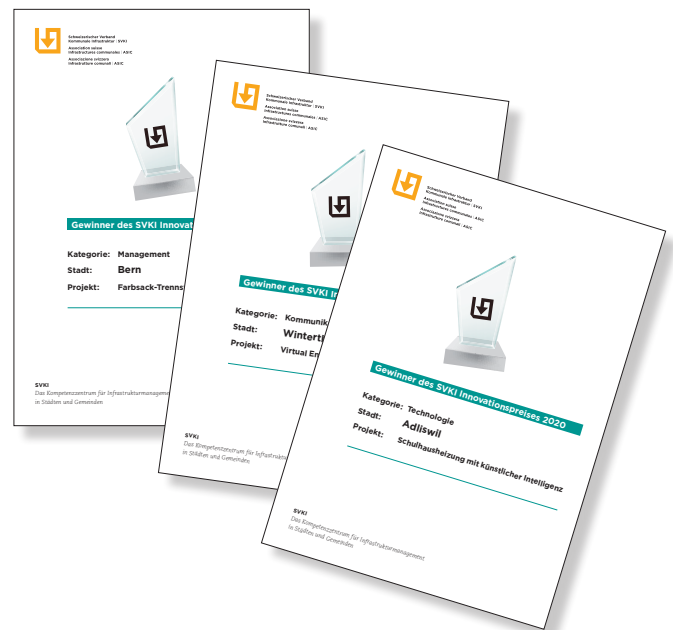 Schweizerischer Verband
Kommunale Infrastruktur | SVKI
Association suisse
Infrastructures communales | ASIC
Associazione svizzera
Infrastrutture comunali | ASIC
Gewinner des SVKI Innovat
Kategorie: Management
Stadt: Bern
Projekt: Farbsack-Trenns
SVKI
Das Kompetenzzentrum für Infrastrukturmanageme
in Städten und Gemeinden
Schweizerischer Verband
Kommunale Infrastruktur | SVKI
Association suisse
Infrastructures communales | ASIC
Associazione svizzera
Infrastrutture comunali | ASIC
Gewinner des SVKI In
Kategorie: Kommunik
Stadt: Wintert
Projekt: Virtual En
SVKI
Das Kompetenzzentrum für Infrastruktu
in Städten und Gemeinden
Schweizerischer Verband
Kommunale Infrastruktur | SVKI
Association suisse
Infrastructures communales | ASIC
Associazione svizzera
Infrastrutture comunali | ASIC
Gewinner des SVKI Innovationspreises 2020
Kategorie: Technologie
Stadt: Adliswil
Projekt: Schulhausheizung mit künstlicher Intelligenz
SVKI
Das Kompetenzzentrum für Infrastrukturmanagement
in Städten und Gemeinden